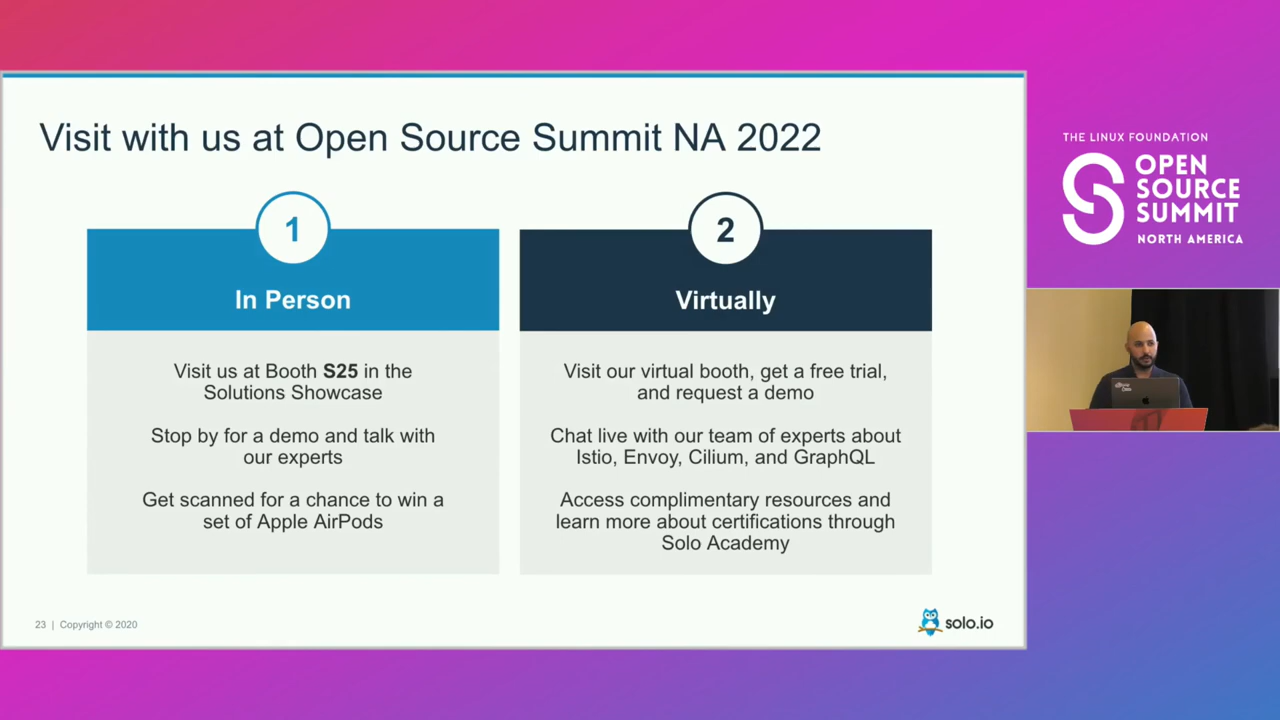 Visit with us at Open Source Summit NA 2022
1
In Person
Visit us at Booth S25 in the
Solutions Showcase
Stop by for a demo and talk with
our experts
Get scanned for a chance to win a
set of Apple AirPods
2
Virtually
Visit our virtual booth, get a free trial,
and request a demo
Chat live with our team of experts about
Istio, Envoy, Cilium, and GraphQL
Access complimentary resources and
learn more about certifications through
Solo Academy
23 | Copyright © 2020
solo.io
THE LINUX FOUNDATION
OPEN
SOURCE
SUMMIT
NORTH AMERICA